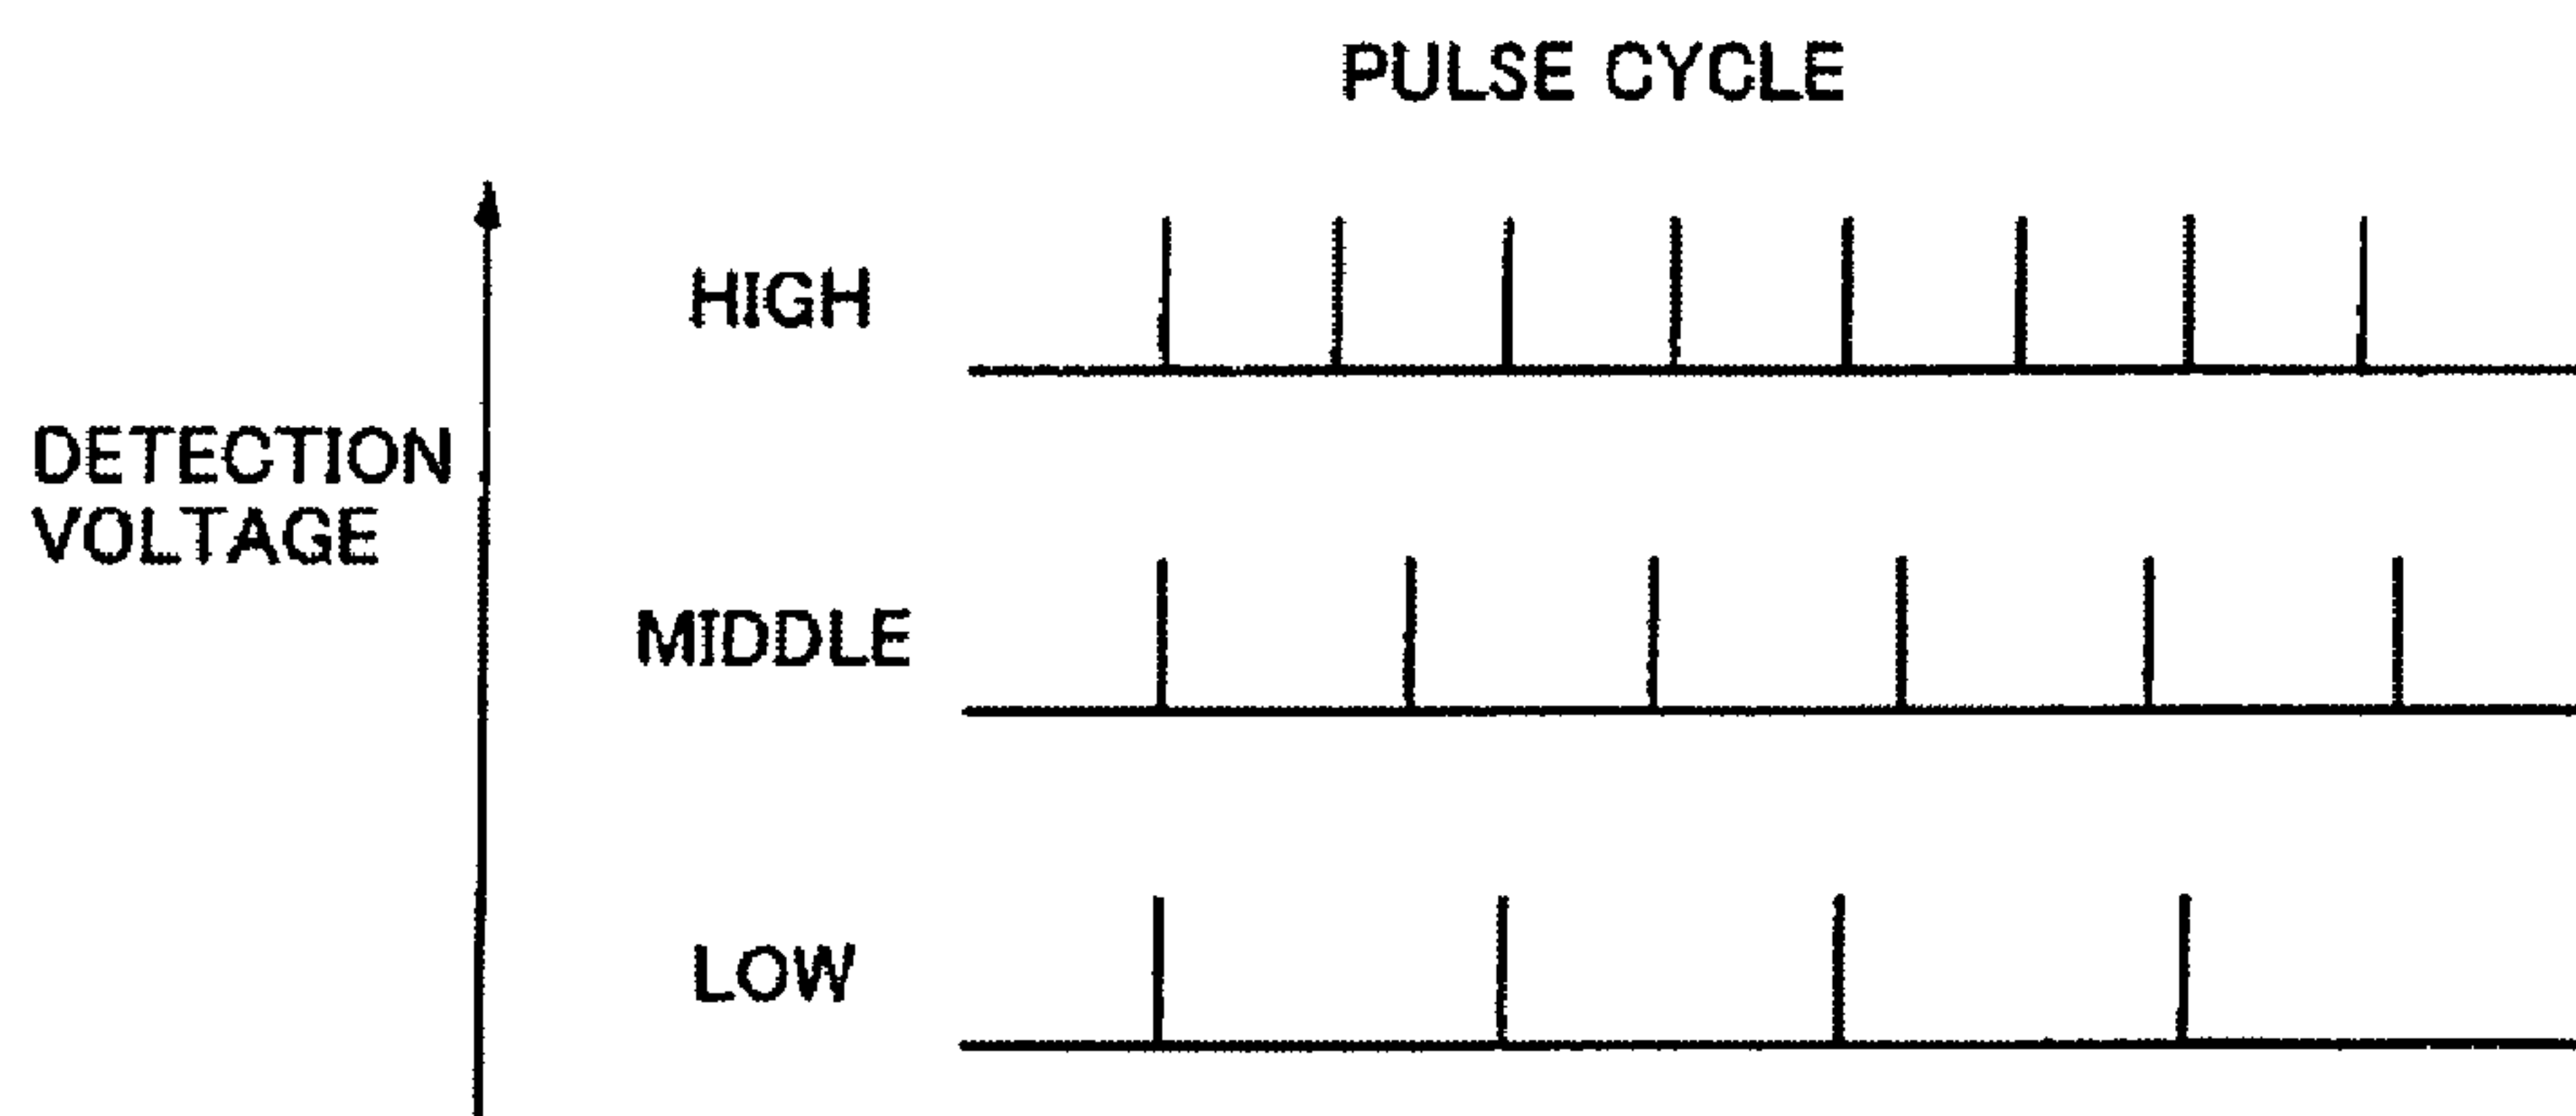 PULSE CYCLE
HIGH
DETECTION
VOLTAGE
MIDDLE
LOW